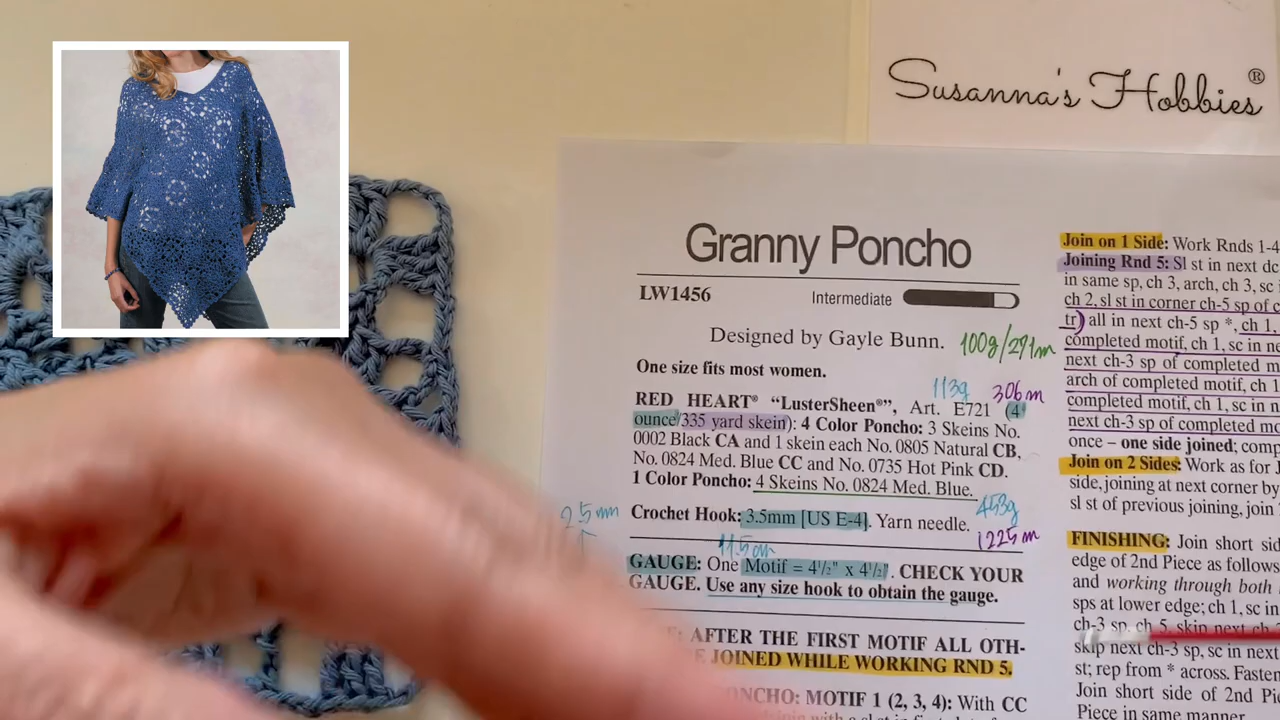 Susanna's Hobbies®
Granny Poncho
LW1456 Intermediate
Designed by Gayle Bunn.
100g/291m
One size fits most women.
113g 306m
RED HEART® “LusterSheen®”, Art. E721 (4
ounce/335 yard skein): 4 Color Poncho: 3 Skeins No.
0002 Black CA and 1 skein each No. 0805 Natural CB,
No. 0824 Med. Blue CC and No. 0735 Hot Pink CD.
1 Color Poncho: 4 Skeins No. 0824 Med. Blue.
453g
2.5 mm
Crochet Hook: 3.5mm [US E-4]. Yarn needle.
1225m
11.5cm
GAUGE: One Motif = 4½" x 4½". CHECK YOUR
GAUGE. Use any size hook to obtain the gauge.
AFTER THE FIRST MOTIF ALL OTH-
JOINED WHILE WORKING RND 5.
PONCHO: MOTIF 1 (2, 3, 4): With CC
Join on 1 Side: Work Rnds 1-4
Joining Rnd 5: Sl st in next
in same sp, ch 3, arch, ch 3, sc
ch 2, sl st in corner ch-5 sp of
tr) all in next ch-5 sp *, ch 1,
completed motif, ch 1, sc in
next ch-3 sp of completed
arch of completed motif, ch 1
completed motif, ch 1, sc in
next ch-3 sp of completed
once – one side joined;
Join on 2 Sides: Work as for
side, joining at next corner by
sl st of previous joining, join
FINISHING: Join short
edge of 2nd Piece as follows
and working through both
sps at lower edge; ch 1, sc in
ch-3 sp, ch 5, skip next
skip next ch-3 sp, sc in next
st; rep from * across.
Join short side of 2nd
Piece in same manner.